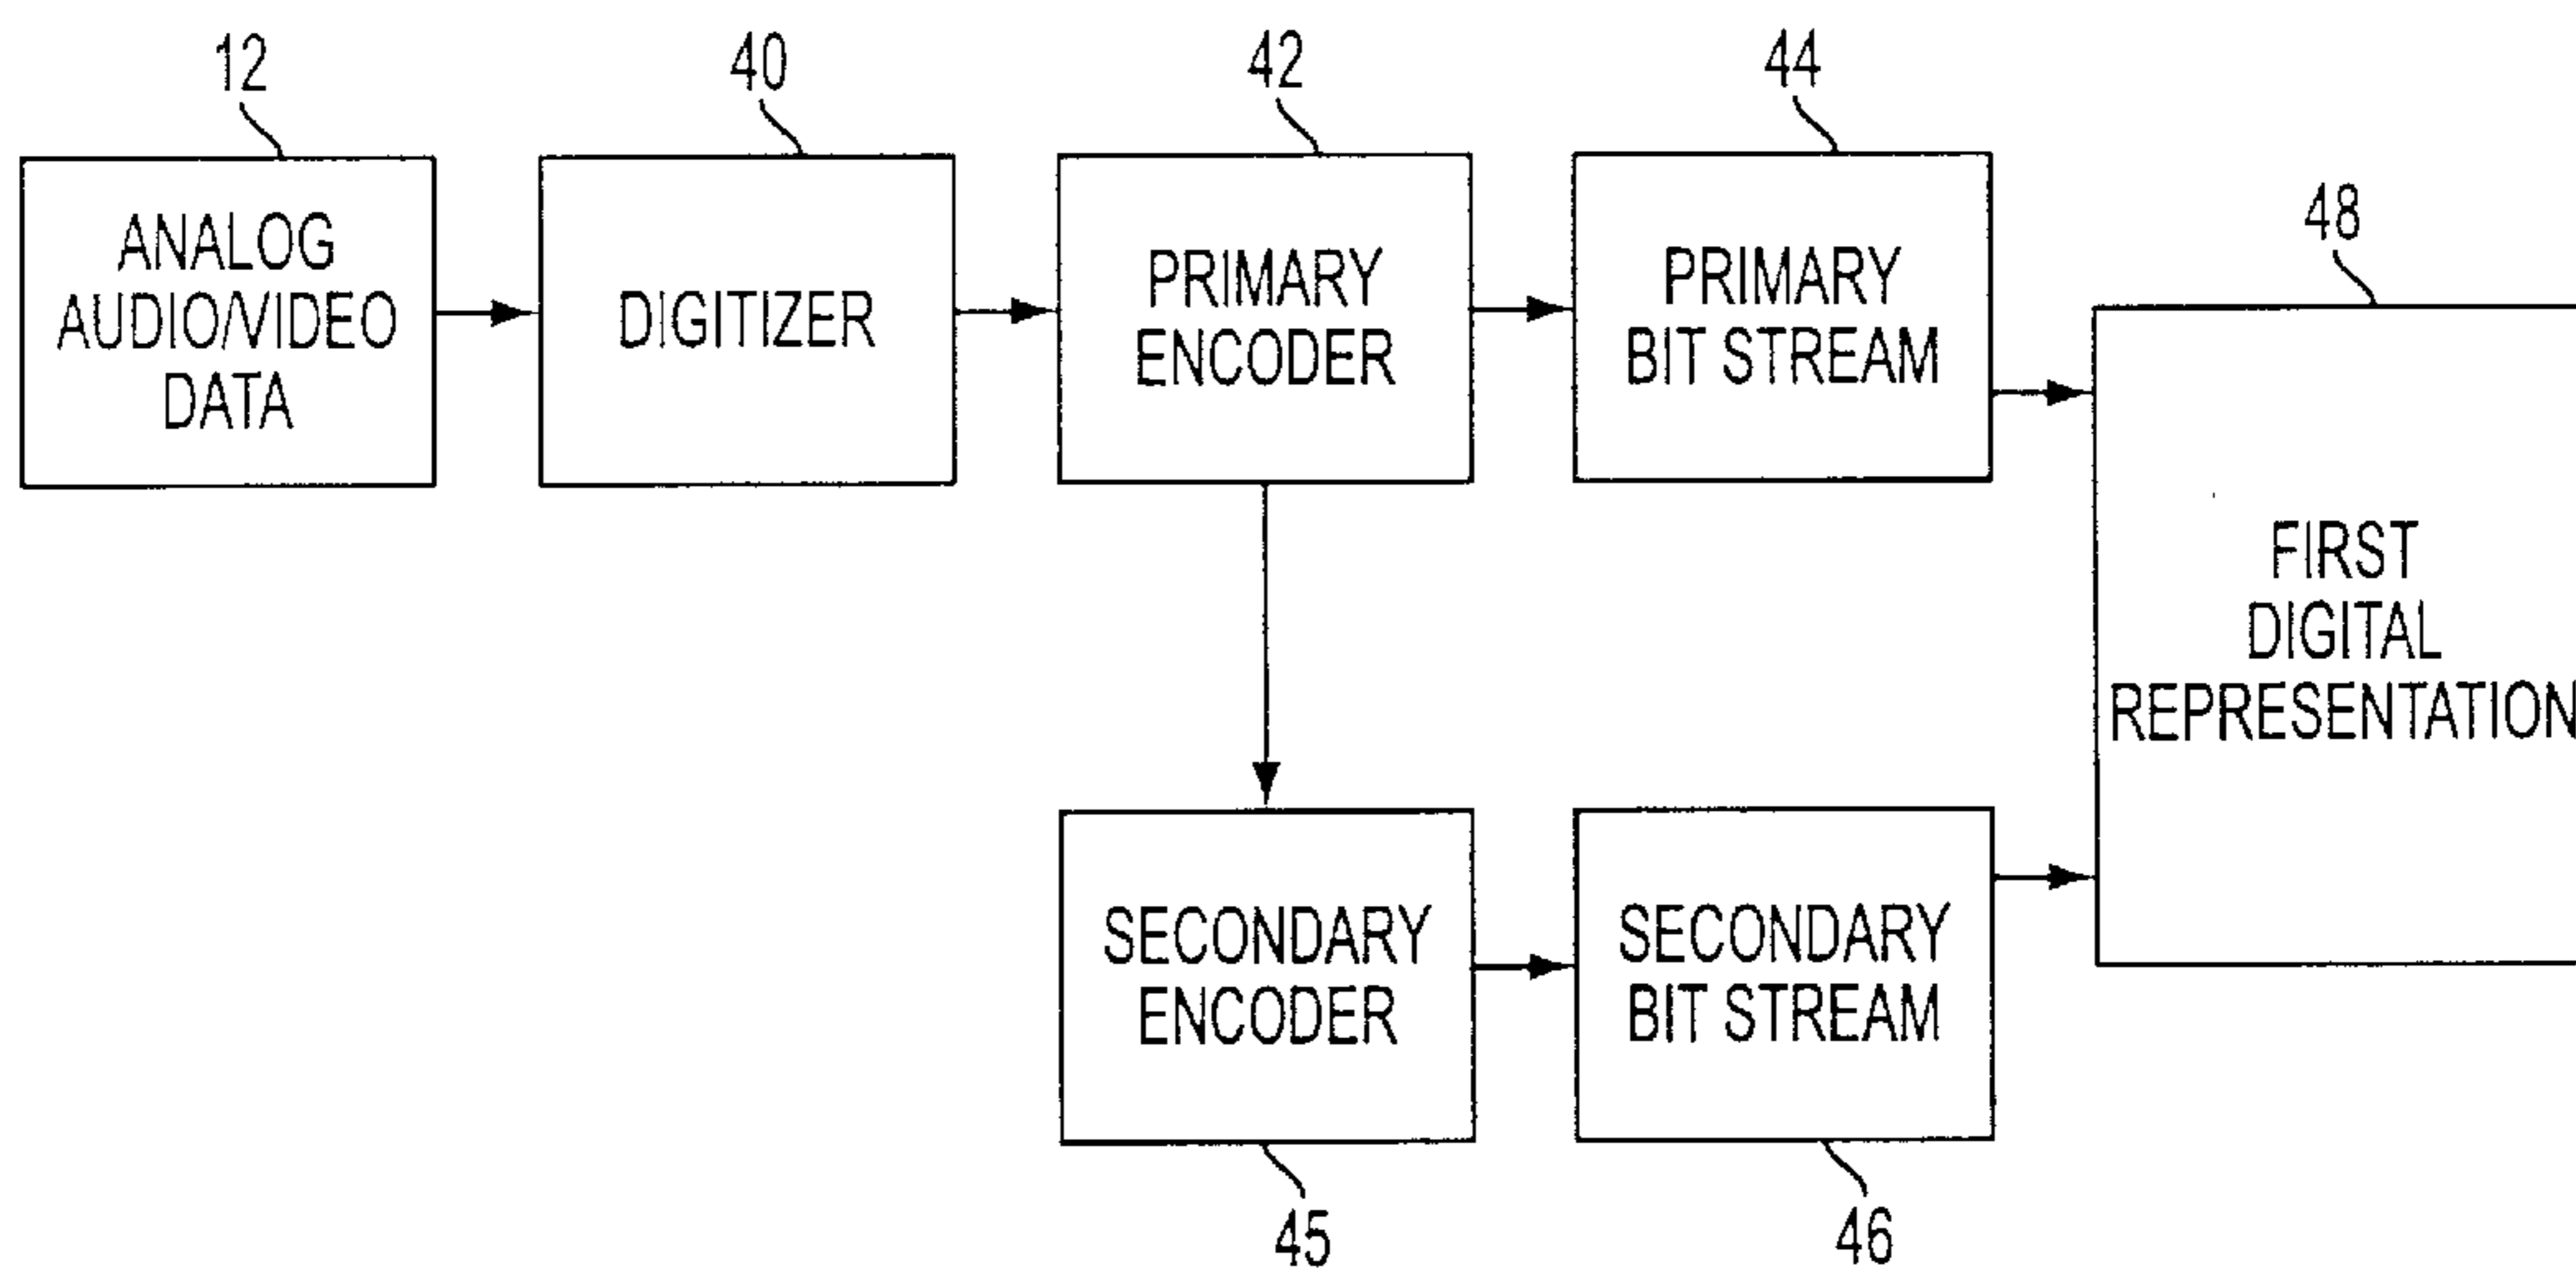 12
40
42
44
48
ANALOG
AUDIO/VIDEO
DATA
DIGITIZER
PRIMARY
ENCODER
PRIMARY
BIT STREAM
FIRST
DIGITAL
REPRESENTATION
SECONDARY
ENCODER
SECONDARY
BIT STREAM
45
46